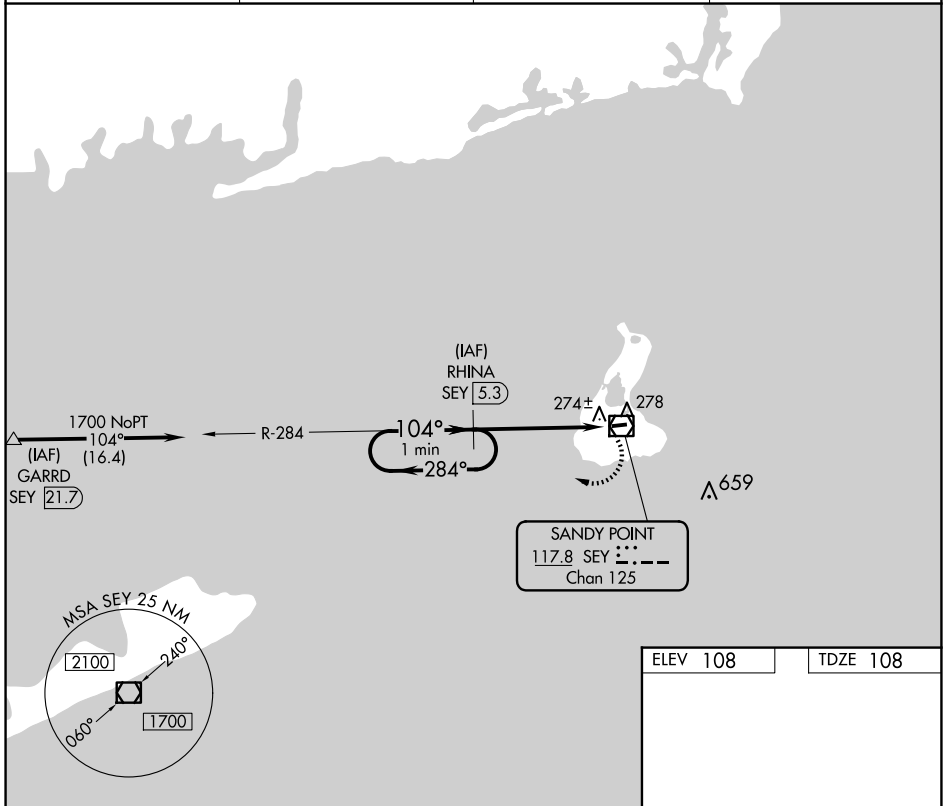 (IAF)
RHINA
SEY 5.3
274± 278
1700 NoPT
104°
(16.4)
R-284
104°
1 min
284°
(IAF)
GARRD
SEY 21.7
659
SANDY POINT
117.8 SEY
Chan 125
MSA SEY 25 NM
2100
240°
060°
1700
ELEV 108
TDZE 108